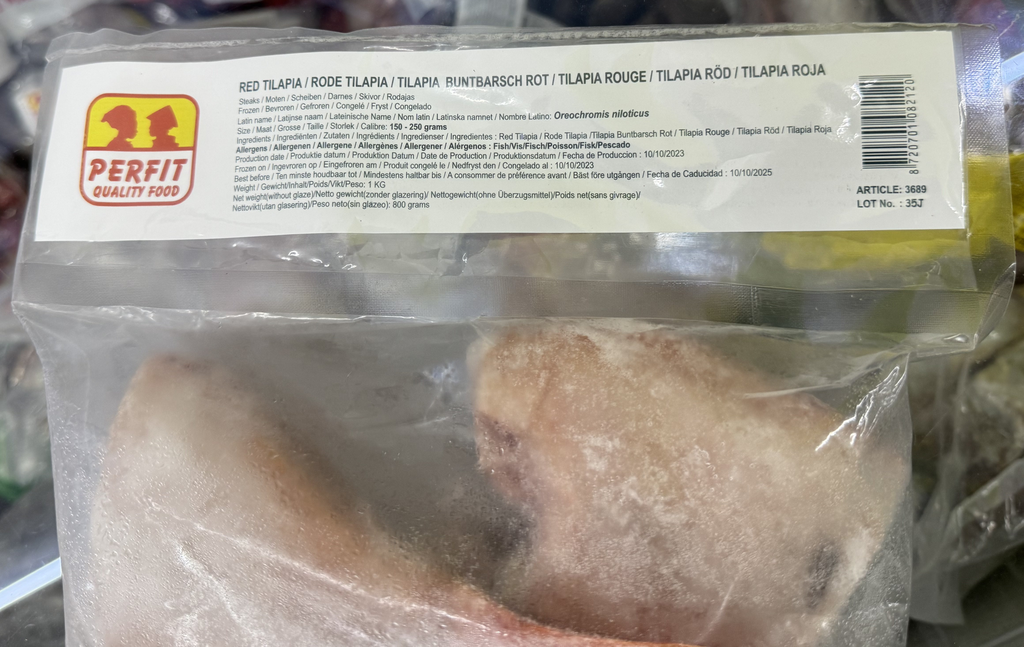 PERFIT
QUALITY FOOD
RED TILAPIA / RODE TILAPIA / TILAPIA BUNTBARSCH ROT / TILAPIA ROUGE / TILAPIA RÖD / TILAPIA ROJA
Steaks / Moten / Scheiben / Darnes / Skivor / Rodajas
Frozen / Bevroren / Gefroren / Congelé / Fryst / Congelado
Latin name / Latijnse naam / Lateinische Name / Nom latin / Latinska namnet / Nombre Latino: Oreochromis niloticus
Size / Maat / Grosse / Taille / Storlek / Calibre: 150 - 250 grams
Ingredients / Ingrediënten / Zutaten / Ingrédients / Ingredienser / Ingredientes : Red Tilapia / Rode Tilapia /Tilapia Buntbarsch Rot / Tilapia Rouge / Tilapia Röd / Tilapia Roja
Allergens / Allergenen / Allergene / Allergènes / Allergener / Alérgenos : Fish/Vis/Fisch/Poisson/Fisk/Pescado
Production date / Produktie datum / Produktion Datum / Date de Production / Produktionsdatum / Fecha de Produccion : 10/10/2023
Frozen on / Ingevroren op / Eingefroren am / Produit congelé le / Nedfryst den / Congelado al : 10/10/2023
Best before / Ten minste houdbaar tot / Mindestens haltbar bis / A consommer de préférence avant / Bäst före utgången / Fecha de Caducidad : 10/10/2025
Weight / Gewicht/Inhalt/Poids/Vikt/Peso: 1 KG
Net weight(without glaze)/Netto gewicht(zonder glazering)/ Nettogewicht(ohne Überzugsmittel)/Poids net(sans givrage)/
Nettovikt(utan glasering)/Peso neto(sin glazeo): 800 grams
8 720701 082120
ARTICLE: 3689
LOT No. : 35J